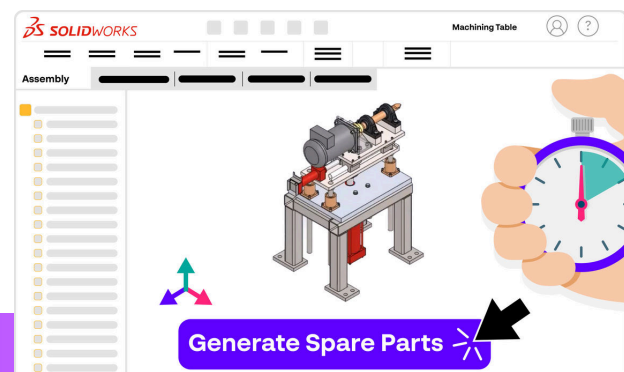 SOLIDWORKS
Machining Table
?
Assembly
Generate Spare Parts